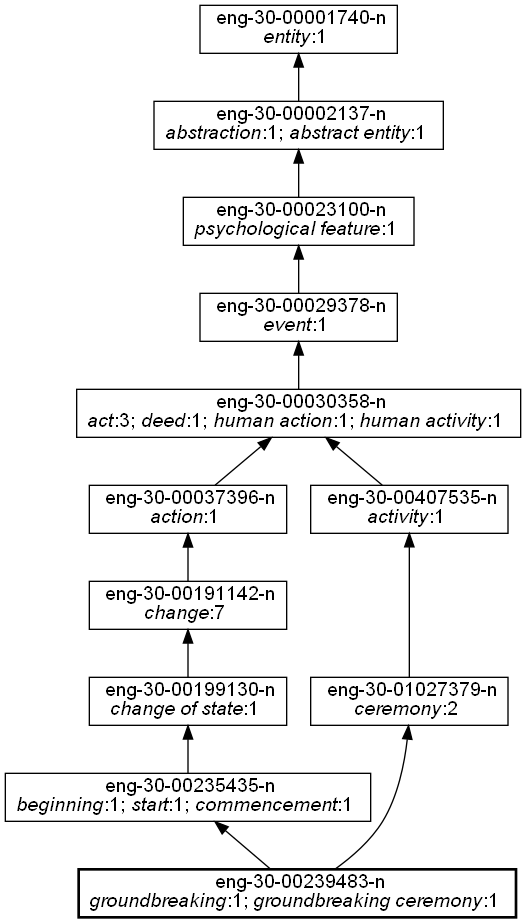 eng-30-00001740-n
entity:1
eng-30-00002137-n
abstraction:1; abstract entity:1
eng-30-00023100-n
psychological feature:1
eng-30-00029378-n
event:1
eng-30-00030358-n
act:3; deed:1; human action:1; human activity:1
eng-30-00037396-n
action:1
eng-30-00407535-n
activity:1
eng-30-00191142-n
change:7
eng-30-00199130-n
change of state:1
eng-30-01027379-n
ceremony:2
eng-30-00235435-n
beginning:1; start:1; commencement:1
eng-30-00239483-n
groundbreaking:1; groundbreaking ceremony:1